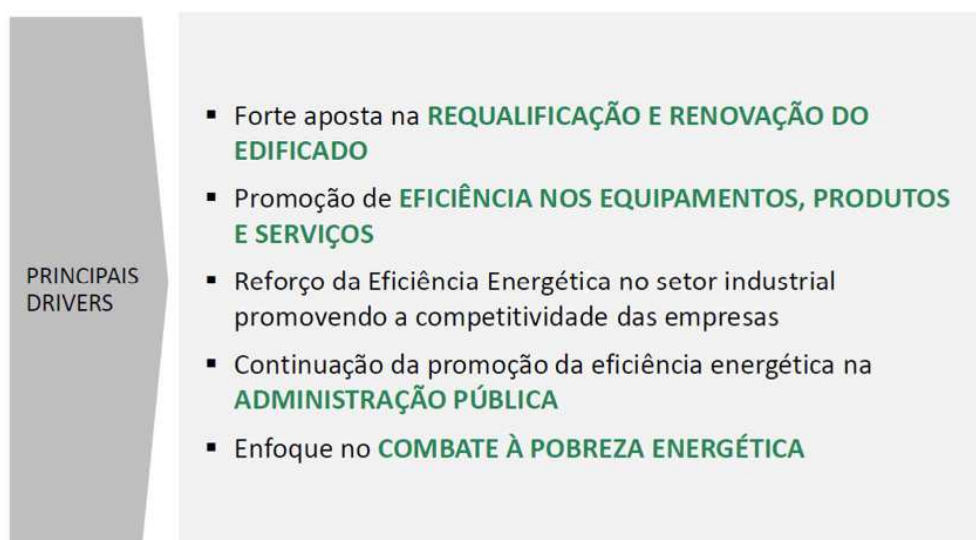 PRINCIPAIS
DRIVERS
▪ Forte aposta na REQUALIFICAÇÃO E RENOVAÇÃO DO
EDIFICADO
▪ Promoção de EFICIÊNCIA NOS EQUIPAMENTOS, PRODUTOS
E SERVIÇOS
▪ Reforço da Eficiência Energética no setor industrial
promovendo a competitividade das empresas
▪ Continuação da promoção da eficiência energética na
ADMINISTRAÇÃO PÚBLICA
▪ Enfoque no COMBATE À POBREZA ENERGÉTICA